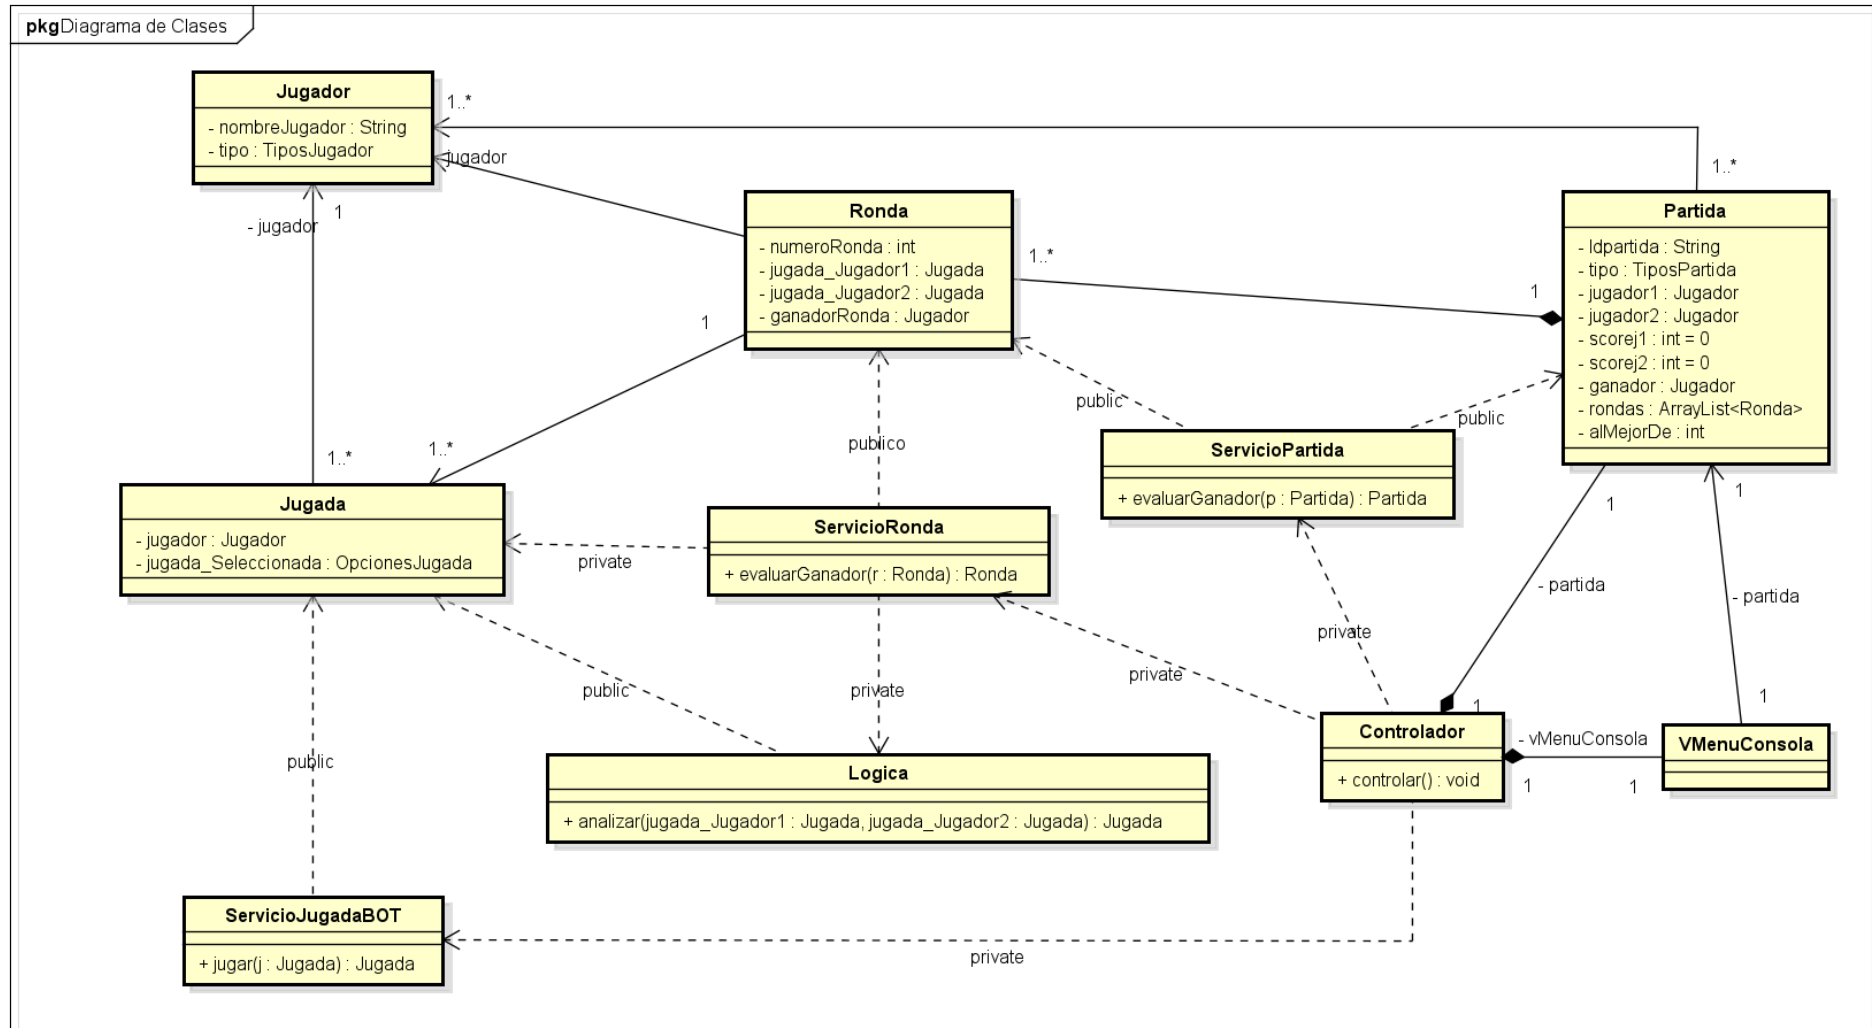 pkgDiagrama de Clases
Jugador
- nombreJugador : String
- tipo : TiposJugador
1..*
jugador
1
- jugador
1..*
Ronda
- numeroRonda : int
- jugada_Jugador1 : Jugada
- jugada_Jugador2 : Jugada
- ganadorRonda : Jugador
1..*
1
Partida
- Idpartida : String
- tipo : TiposPartida
- jugador1 : Jugador
- jugador2 : Jugador
- scorej1 : int = 0
- scorej2 : int = 0
- ganador : Jugador
- rondas : ArrayList<Ronda>
- alMejorDe : int
1
1..*
1..*
public
public
publico
ServicioPartida
+ evaluarGanador(p : Partida) : Partida
Jugada
- jugador : Jugador
- jugada_Seleccionada : OpcionesJugada
private
ServicioRonda
+ evaluarGanador(r : Ronda) : Ronda
1
1
- partida
- partida
private
private
private
public
public
1
1
Logica
+ analizar(jugada_Jugador1 : Jugada, jugada_Jugador2 : Jugada) : Jugada
Controlador
+ controlar() : void
- vMenuConsola
1
1
VMenuConsola
ServicioJugadaBOT
+ jugar(j : Jugada) : Jugada
private